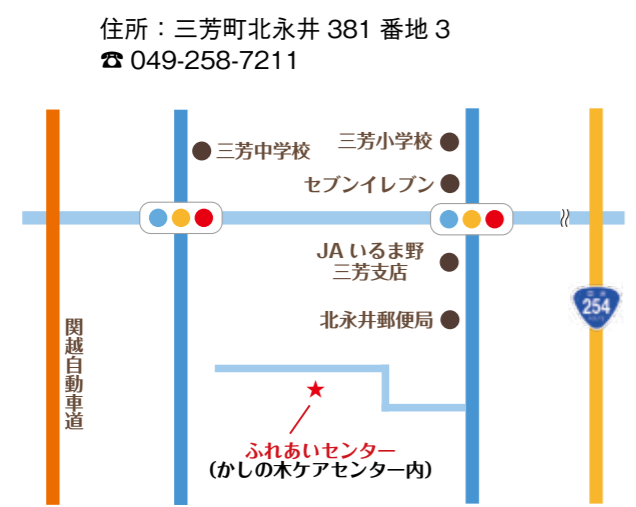 住所：三芳町北永井 381 番地 3
☎ 049-258-7211
三芳中学校
三芳小学校
セブンイレブン
JA いるま野
三芳支店
北永井郵便局
254
関越自動車道
ふれあいセンター
（かしの木ケアセンター内）